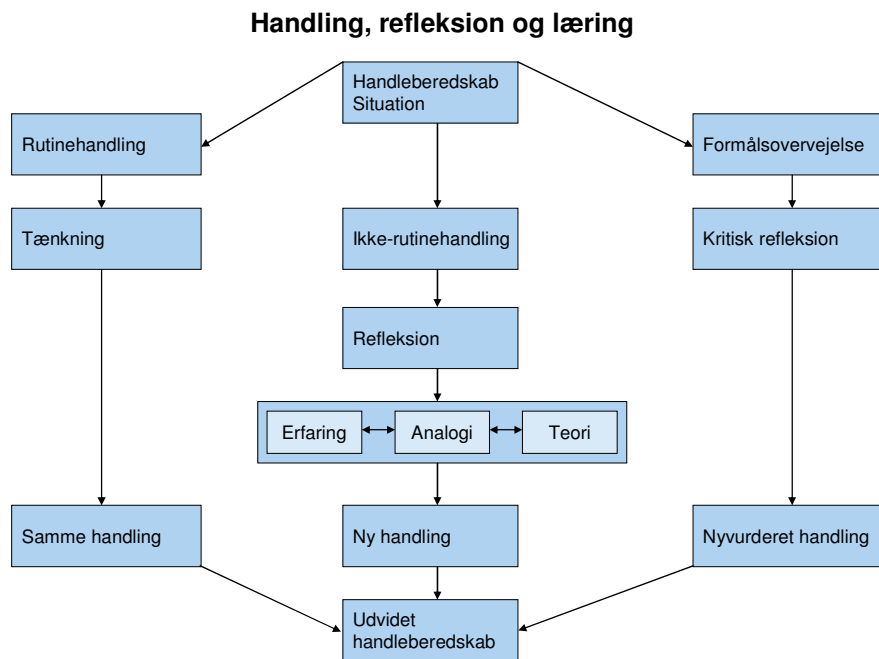 Handling, refleksion og læring
Handleberedskab
Situation
Rutinehandling
Formålsovervejelse
Tænkning
Ikke-rutinehandling
Kritisk refleksion
Refleksion
Erfaring
Analogi
Teori
Samme handling
Ny handling
Nyvurderet handling
Udvidet
handleberedskab